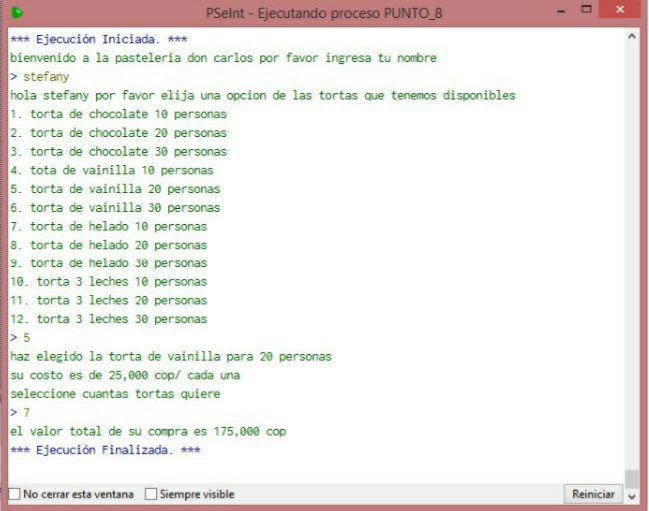 PSeInt - Ejecutando proceso PUNTO_8
*** Ejecución Iniciada. ***
bienvenido a la pasteleria don carlos por favor ingresa tu nombre
> stefany
hola stefany por favor elija una opcion de las tortas que tenemos disponibles
1. torta de chocolate 10 personas
2. torta de chocolate 20 personas
3. torta de chocolate 30 personas
4. tota de vainilla 10 personas
5. torta de vainilla 20 personas
6. torta de vainilla 30 personas
7. torta de helado 10 personas
8. torta de helado 20 personas
9. torta de helado 30 personas
10. torta 3 leches 10 personas
11. torta 3 leches 20 personas
12. torta 3 leches 30 personas
> 5
haz elegido la torta de vainilla para 20 personas
su costo es de 25,000 cop/ cada una
seleccione cuantas tortas quiere
> 7
el valor total de su compra es 175,000 cop
*** Ejecución Finalizada. ***
No cerrar esta ventana Siempre visible Reiniciar